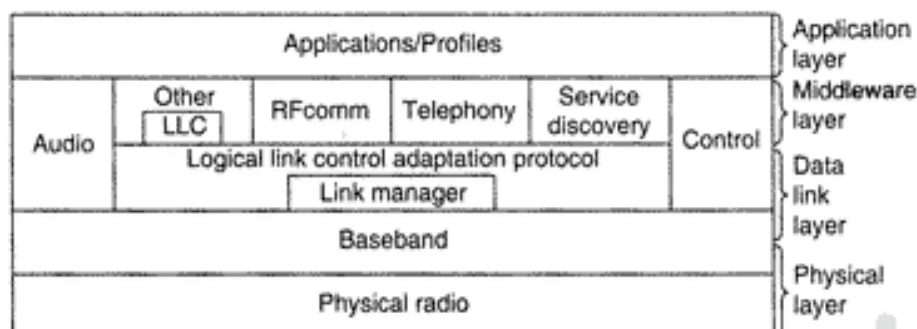 Applications/Profiles
Application
layer
Audio
Other
LLC
RFcomm
Telephony
Service
discovery
Control
Middleware
layer
Logical link control adaptation protocol
Link manager
Data
link
layer
Baseband
Physical radio
Physical
layer